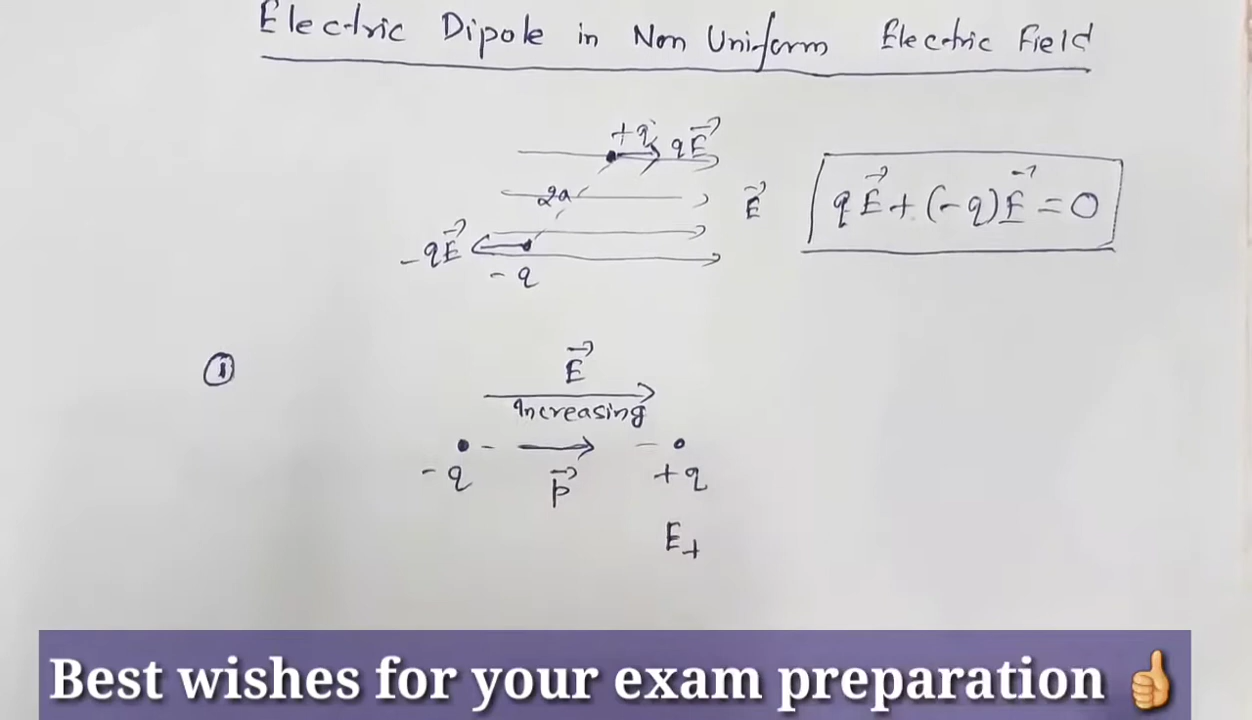 Electric Dipole in Non Uniform Electric Field
+q qE⃗
2a E⃗
qE⃗ + (-q)E⃗ = 0
-qE⃗
-q
①
E⃗
Increasing
-q p⃗ +q
E₊
Best wishes for your exam preparation 👍